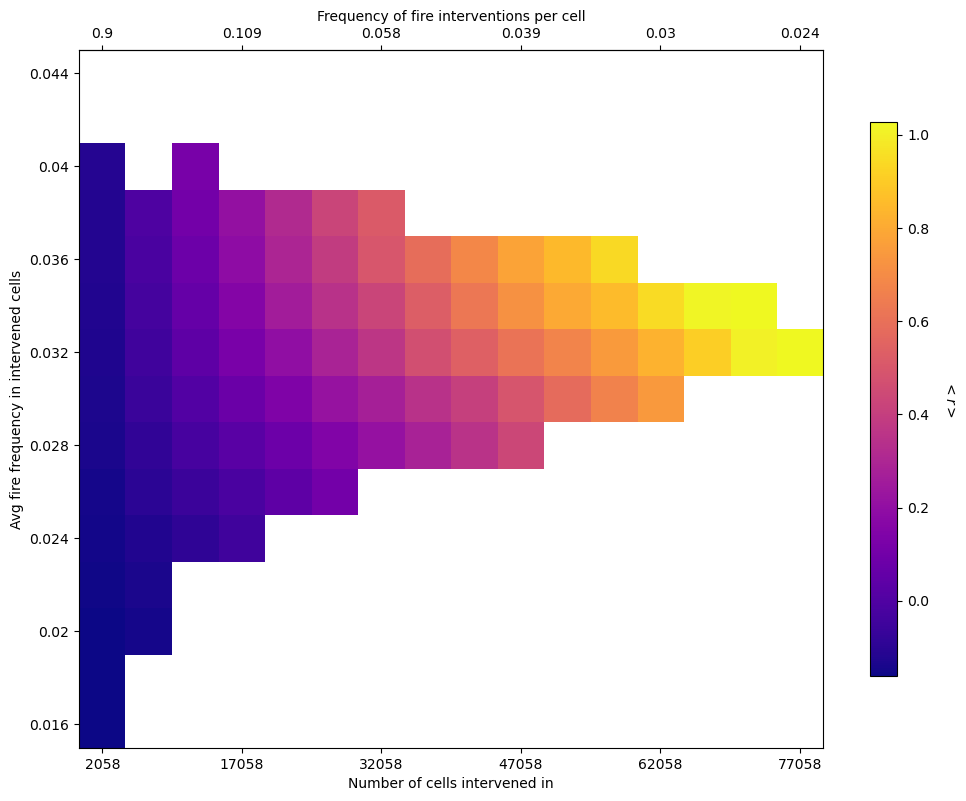 Frequency of fire interventions per cell
0.9 0.109 0.058 0.039 0.03 0.024
0.044
0.04
0.036
0.032
0.028
0.024
0.02
0.016
Avg fire frequency in intervened cells
2058 17058 32058 47058 62058 77058
Number of cells intervened in
1.0
0.8
0.6
0.4
0.2
0.0
< r >